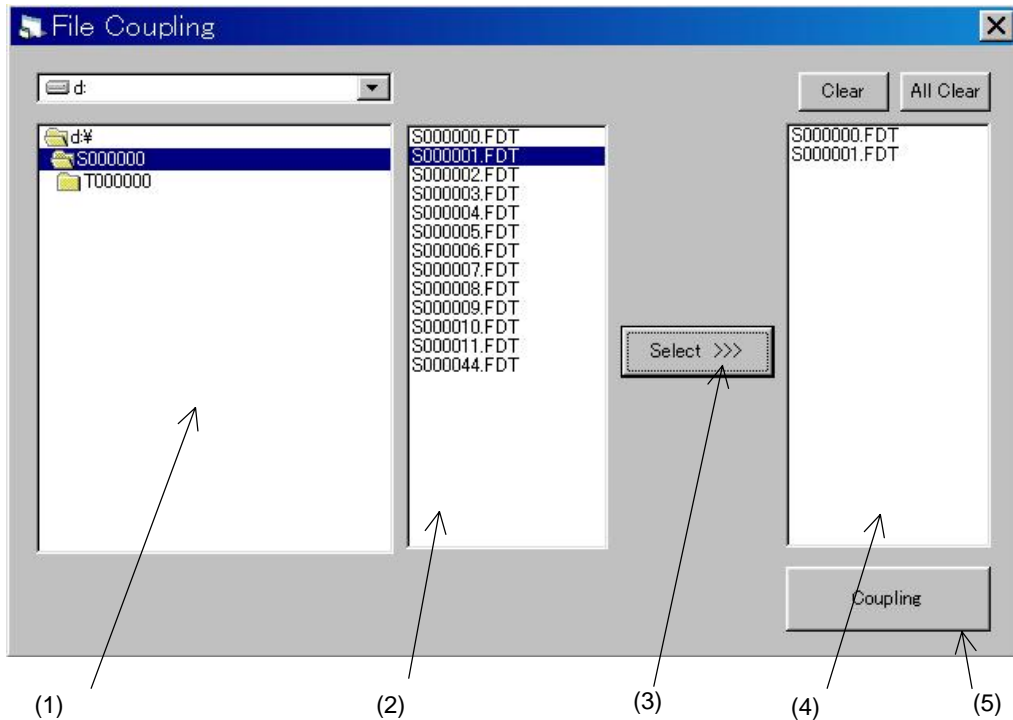 File Coupling
d:
Clear
All Clear
d:¥
S000000
T000000
S000000.FDT
S000001.FDT
S000002.FDT
S000003.FDT
S000004.FDT
S000005.FDT
S000006.FDT
S000007.FDT
S000008.FDT
S000009.FDT
S000010.FDT
S000011.FDT
S000044.FDT
Select >>>
S000000.FDT
S000001.FDT
Coupling
(1)
(2)
(3)
(4)
(5)